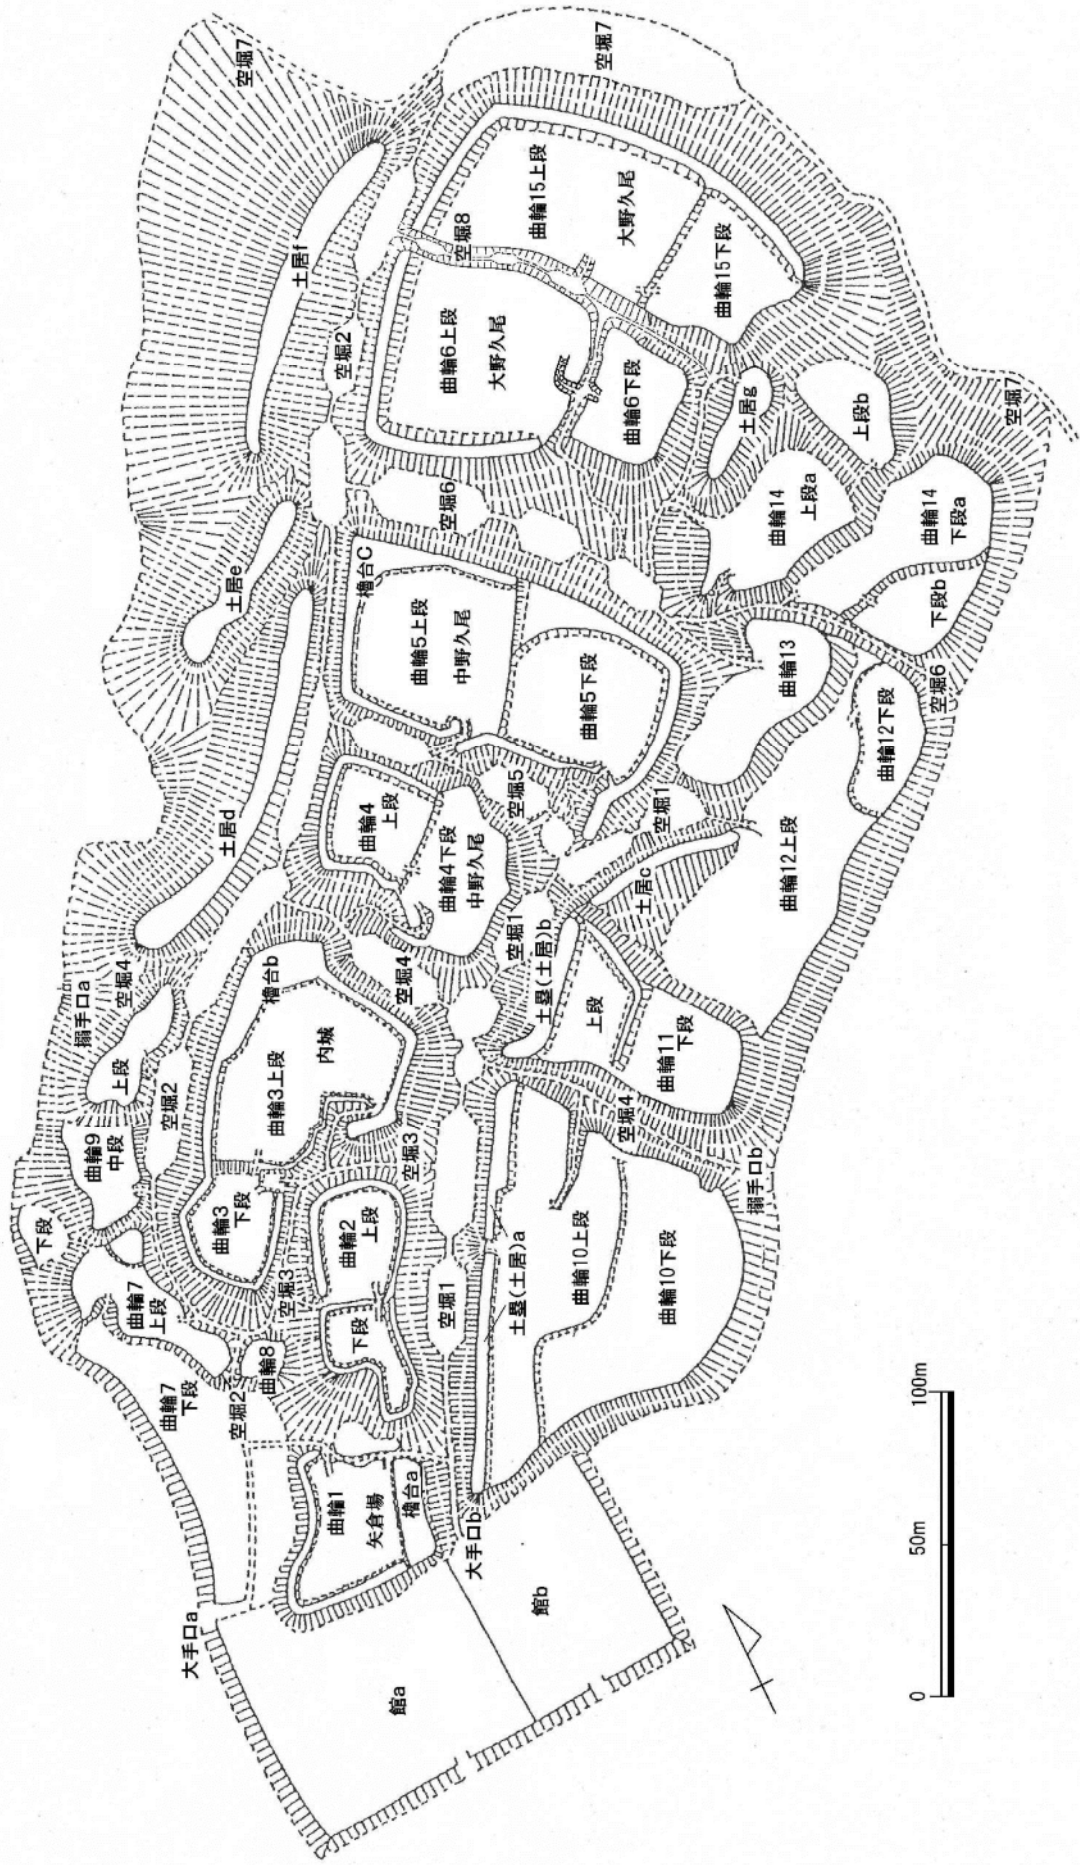 空堀7
空堀7
土居f
空堀8
曲輪15上段
大野久尾
曲輪15下段
空堀2
曲輪6上段
大野久尾
曲輪6下段
土居g
上段b
空堀7
土居e
空堀6
曲輪14
上段a
曲輪14
下段a
下段b
空堀6
櫓台C
曲輪5上段
中野久尾
曲輪5下段
曲輪13
曲輪12下段
土居d
曲輪4
上段
曲輪4下段
中野久尾
空堀5
空堀1
土居c
曲輪12上段
搦手口a
空堀4
上段
空堀2
櫓台b
曲輪3上段
内城
空堀4
空堀1
土塁(土居)b
上段
曲輪11
下段
曲輪9
中段
下段
曲輪3
下段
空堀3
空堀4
搦手口b
曲輪7
上段
空堀3
曲輪2
上段
下段
空堀1
土塁(土居)a
曲輪10上段
曲輪10下段
曲輪7
下段
空堀2
曲輪8
曲輪1
矢倉場
櫓台a
大手口b
大手口a
館a
館b
0
50m
100m